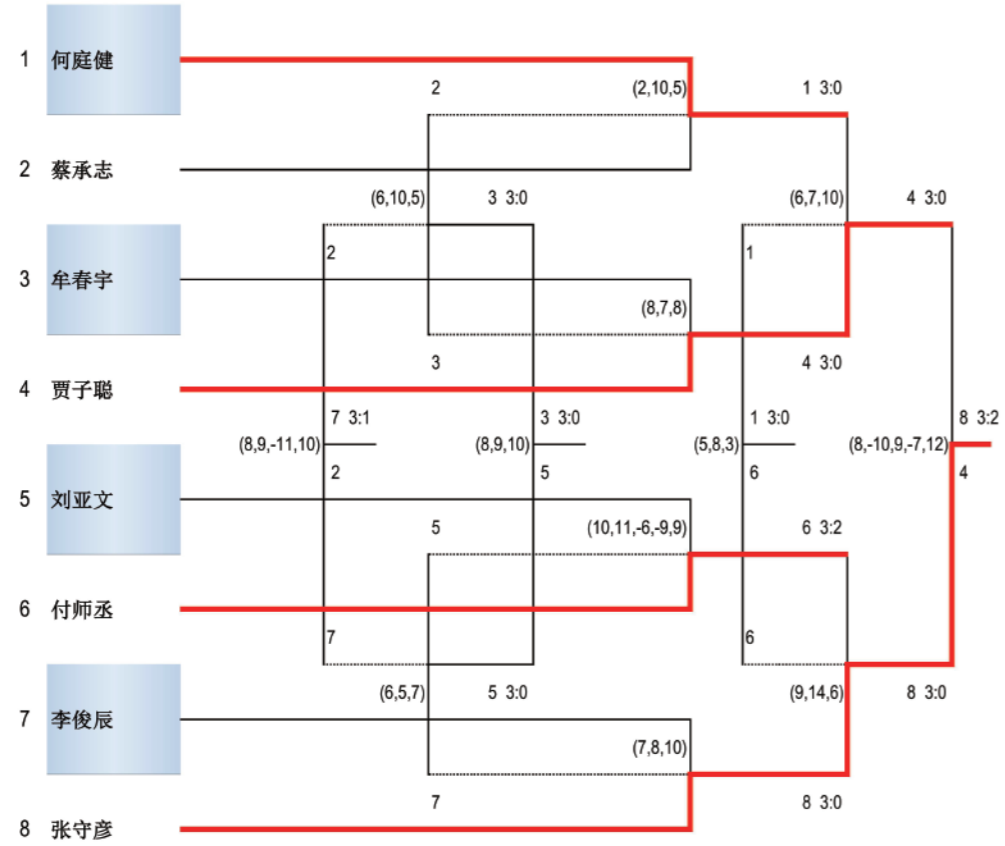 1 何庭健
2 (2,10,5) 1 3:0
2 蔡承志
(6,10,5) 3 3:0 (6,7,10) 4 3:0
2 1
3 牟春宇
(8,7,8)
3 4 3:0
4 贾子聪
7 3:1 3 3:0 1 3:0 8 3:2
(8,9,-11,10) (8,9,10) (5,8,3) (8,-10,9,-7,12)
2 5 6 4
5 刘亚文
5 (10,11,-6,-9,9) 6 3:2
6 付师丞
7 6
(6,5,7) 5 3:0 (9,14,6) 8 3:0
7 李俊辰
(7,8,10)
7 8 3:0
8 张守彦